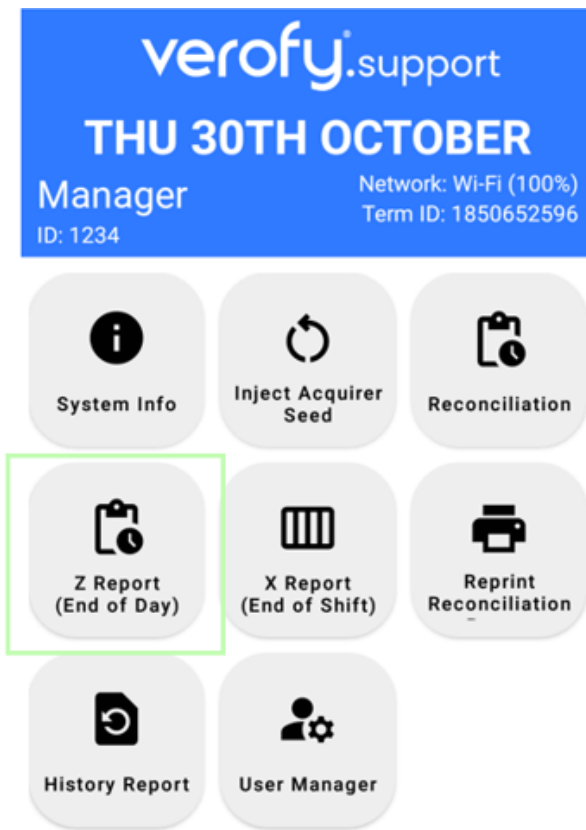 verofy.support
THU 30TH OCTOBER
Manager
Network: Wi-Fi (100%)
ID: 1234
Term ID: 1850652596
System Info
Inject Acquirer
Seed
Reconciliation
Z Report
(End of Day)
X Report
(End of Shift)
Reprint
Reconciliation
History Report
User Manager